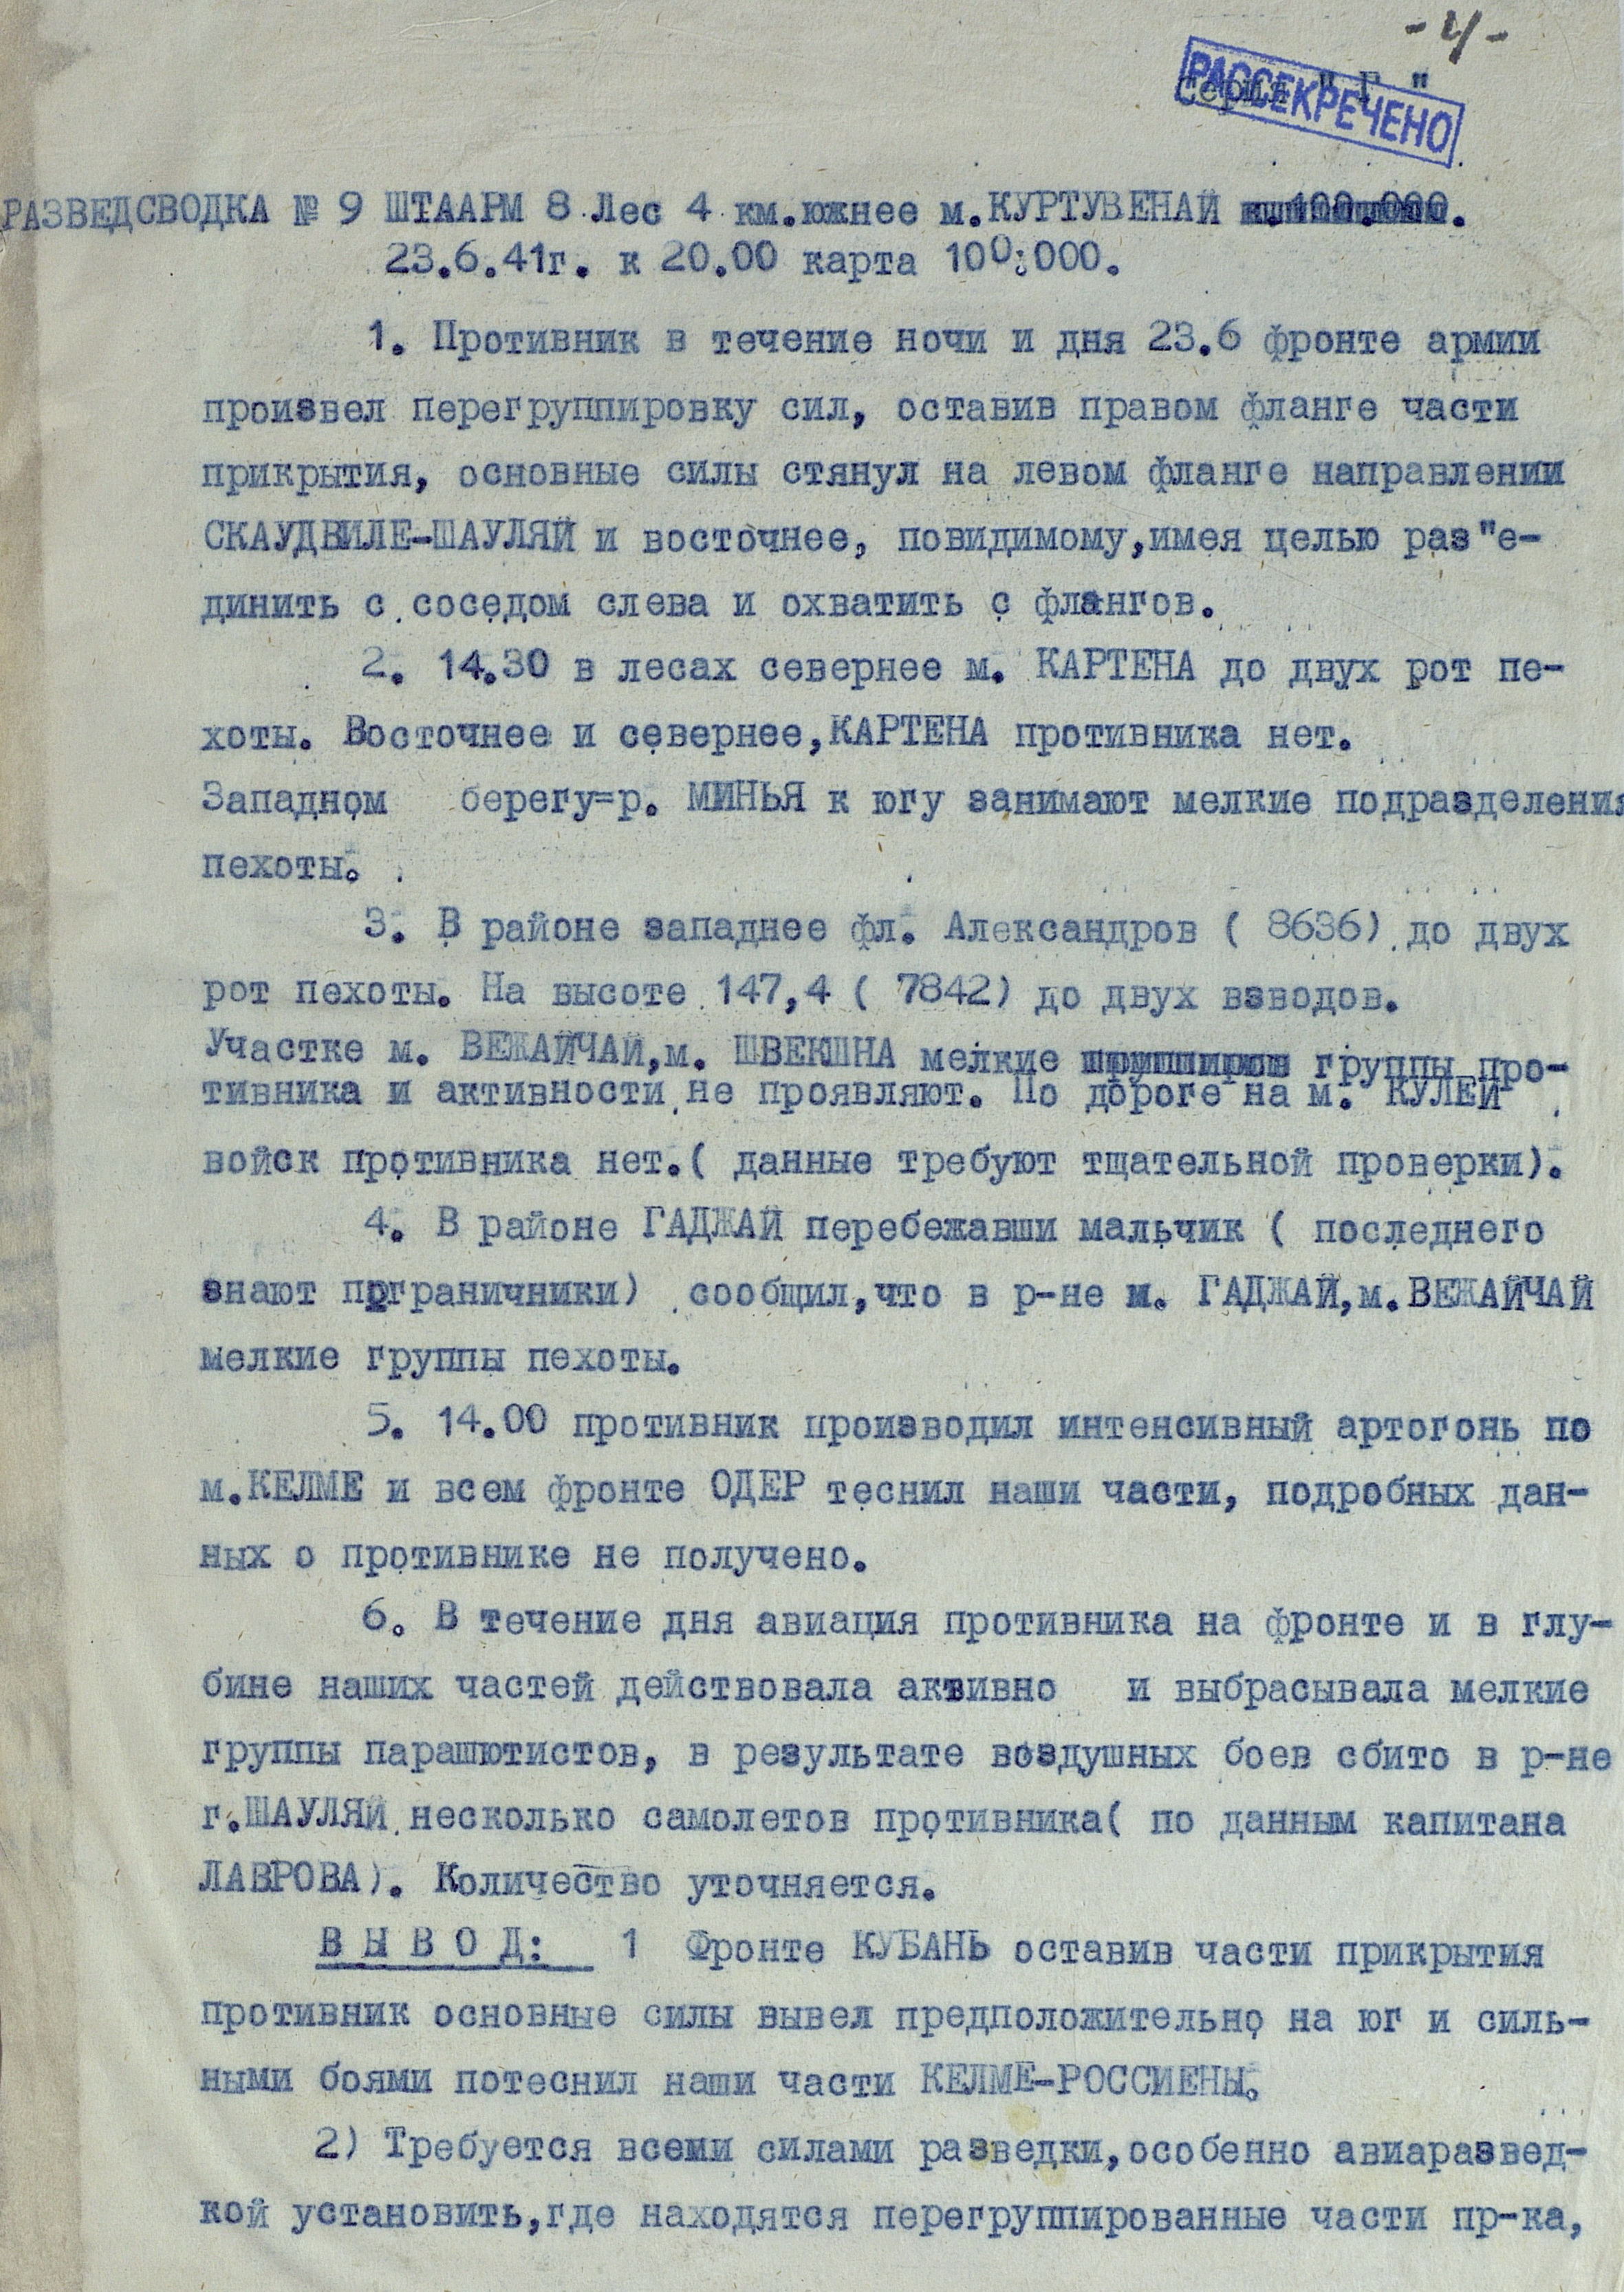 -4-
Серия "Г"
РАССЕКРЕЧЕНО
РАЗВЕДСВОДКА № 9 ШТААРМ 8 Лес 4 км.южнее м.КУРТУВЕНАЙ
23.6.41г. к 20.00 карта 100:000.
1. Противник в течение ночи и дня 23.6 фронте армии
произвел перегруппировку сил, оставив правом фланге части
прикрытия, основные силы стянул на левом фланге направлении
СКАУДВИЛЕ-ШАУЛЯЙ и восточнее, повидимому,имея целью раз"е-
динить с соседом слева и охватить с флангов.
2. 14.30 в лесах севернее м. КАРТЕНА до двух рот пе-
хоты. Восточнее и севернее,КАРТЕНА противника нет.
Западном берегу=р. МИНЬЯ к югу занимают мелкие подразделения
пехоты.
3. В районе западнее фл. Александров ( 8636) до двух
рот пехоты. На высоте 147,4 ( 7842) до двух взводов.
Участке м. ВЕЖАЙЧАЙ,м. ШВЕКШНА мелкие группы про-
тивника и активности не проявляют. По дороге на м. КУЛЕЙ
войск противника нет.( данные требуют тщательной проверки).
4. В районе ГАДЖАЙ перебежавши мальчик ( последнего
знают пограничники) сообщил,что в р-не м. ГАДЖАЙ,м.ВЕЖАЙЧАЙ
мелкие группы пехоты.
5. 14.00 противник производил интенсивный артогонь по
м.КЕЛМЕ и всем фронте ОДЕР теснил наши части, подробных дан-
ных о противнике не получено.
6. В течение дня авиация противника на фронте и в глу-
бине наших частей действовала активно и выбрасывала мелкие
группы парашютистов, в результате воздушных боев сбито в р-не
г.ШАУЛЯЙ несколько самолетов противника( по данным капитана
ЛАВРОВА). Количество уточняется.
В Ы В О Д: 1 Фронте КУБАНЬ оставив части прикрытия
противник основные силы вывел предположительно на юг и силь-
ными боями потеснил наши части КЕЛМЕ-РОССИЕНЫ.
2) Требуется всеми силами разведки,особенно авиаразвед-
кой установить,где находятся перегруппированные части пр-ка,